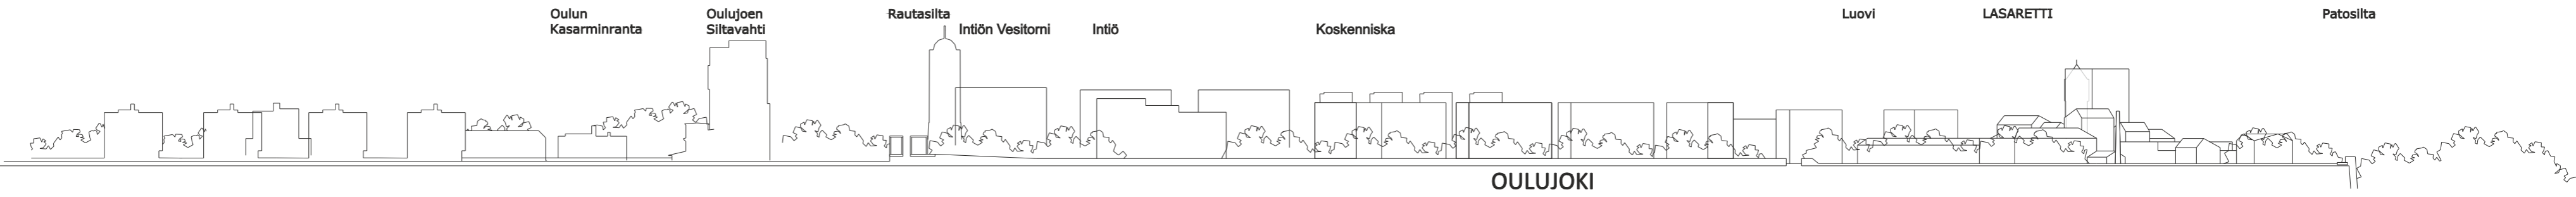 Oulun
Kasarminranta
Oulujoen
Siltavahti
Rautasilta
Intiön Vesitorni
Intiö
Koskenniska
Luovi
LASARETTI
Patosilta
OULUJOKI